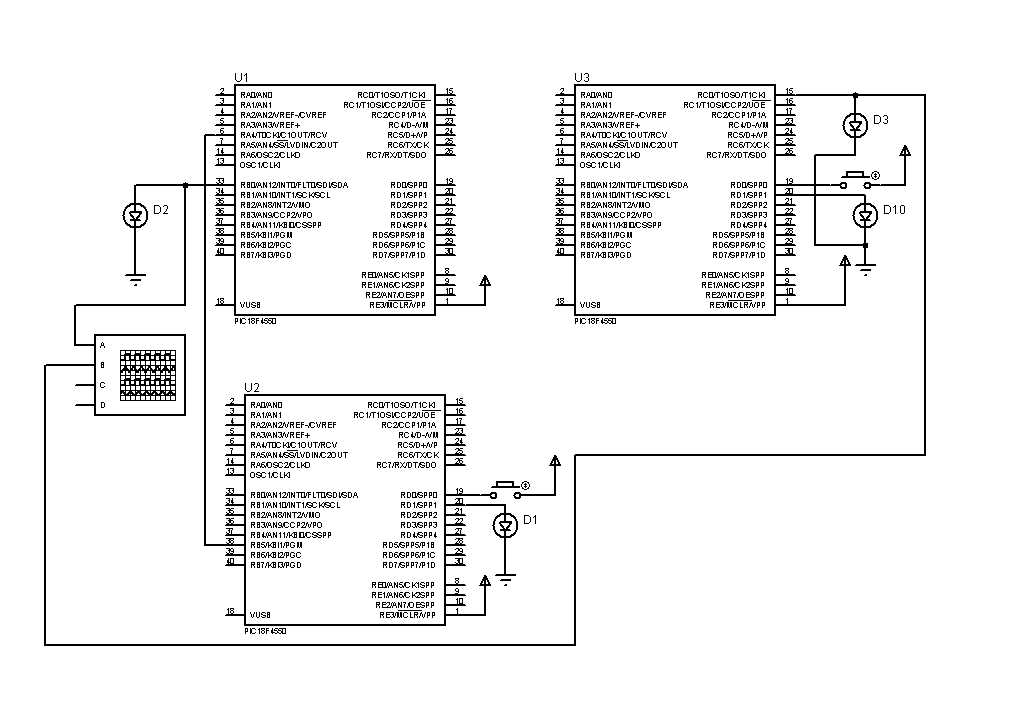 U1
2 RA0/AN0 RC0/T1OSO/T1CKI 15
3 RA1/AN1 RC1/T1OSI/CCP2/UOE 16
4 RA2/AN2/VREF-/CVREF RC2/CCP1/P1A 17
5 RA3/AN3/VREF+ RC4/D-/VM 23
6 RA4/T0CKI/C1OUT/RCV RC5/D+/VP 24
7 RA5/AN4/SS/LVDIN/C2OUT RC6/TX/CK 25
14 RA6/OSC2/CLKO RC7/RX/DT/SDO 26
13 OSC1/CLKI
33 RB0/AN12/INT0/FLT0/SDI/SDA RD0/SPP0 19
34 RB1/AN10/INT1/SCK/SCL RD1/SPP1 20
35 RB2/AN8/INT2/VMO RD2/SPP2 21
36 RB3/AN9/CCP2/VPO RD3/SPP3 22
37 RB4/AN11/KBI0/CSSPP RD4/SPP4 27
38 RB5/KBI1/PGM RD5/SPP5/P1B 28
39 RB6/KBI2/PGC RD6/SPP6/P1C 29
40 RB7/KBI3/PGD RD7/SPP7/P1D 30
RE0/AN5/CK1SPP 8
RE1/AN6/CK2SPP 9
RE2/AN7/OESPP 10
18 VUSB RE3/MCLR/VPP 1
PIC18F4550
D2
U3
2 RA0/AN0 RC0/T1OSO/T1CKI 15
3 RA1/AN1 RC1/T1OSI/CCP2/UOE 16
4 RA2/AN2/VREF-/CVREF RC2/CCP1/P1A 17
5 RA3/AN3/VREF+ RC4/D-/VM 23
6 RA4/T0CKI/C1OUT/RCV RC5/D+/VP 24
7 RA5/AN4/SS/LVDIN/C2OUT RC6/TX/CK 25
14 RA6/OSC2/CLKO RC7/RX/DT/SDO 26
13 OSC1/CLKI
33 RB0/AN12/INT0/FLT0/SDI/SDA RD0/SPP0 19
34 RB1/AN10/INT1/SCK/SCL RD1/SPP1 20
35 RB2/AN8/INT2/VMO RD2/SPP2 21
36 RB3/AN9/CCP2/VPO RD3/SPP3 22
37 RB4/AN11/KBI0/CSSPP RD4/SPP4 27
38 RB5/KBI1/PGM RD5/SPP5/P1B 28
39 RB6/KBI2/PGC RD6/SPP6/P1C 29
40 RB7/KBI3/PGD RD7/SPP7/P1D 30
RE0/AN5/CK1SPP 8
RE1/AN6/CK2SPP 9
RE2/AN7/OESPP 10
18 VUSB RE3/MCLR/VPP 1
PIC18F4550
D3
D10
A
B
C
D
U2
2 RA0/AN0 RC0/T1OSO/T1CKI 15
3 RA1/AN1 RC1/T1OSI/CCP2/UOE 16
4 RA2/AN2/VREF-/CVREF RC2/CCP1/P1A 17
5 RA3/AN3/VREF+ RC4/D-/VM 23
6 RA4/T0CKI/C1OUT/RCV RC5/D+/VP 24
7 RA5/AN4/SS/LVDIN/C2OUT RC6/TX/CK 25
14 RA6/OSC2/CLKO RC7/RX/DT/SDO 26
13 OSC1/CLKI
33 RB0/AN12/INT0/FLT0/SDI/SDA RD0/SPP0 19
34 RB1/AN10/INT1/SCK/SCL RD1/SPP1 20
35 RB2/AN8/INT2/VMO RD2/SPP2 21
36 RB3/AN9/CCP2/VPO RD3/SPP3 22
37 RB4/AN11/KBI0/CSSPP RD4/SPP4 27
38 RB5/KBI1/PGM RD5/SPP5/P1B 28
39 RB6/KBI2/PGC RD6/SPP6/P1C 29
40 RB7/KBI3/PGD RD7/SPP7/P1D 30
RE0/AN5/CK1SPP 8
RE1/AN6/CK2SPP 9
RE2/AN7/OESPP 10
18 VUSB RE3/MCLR/VPP 1
PIC18F4550
D1